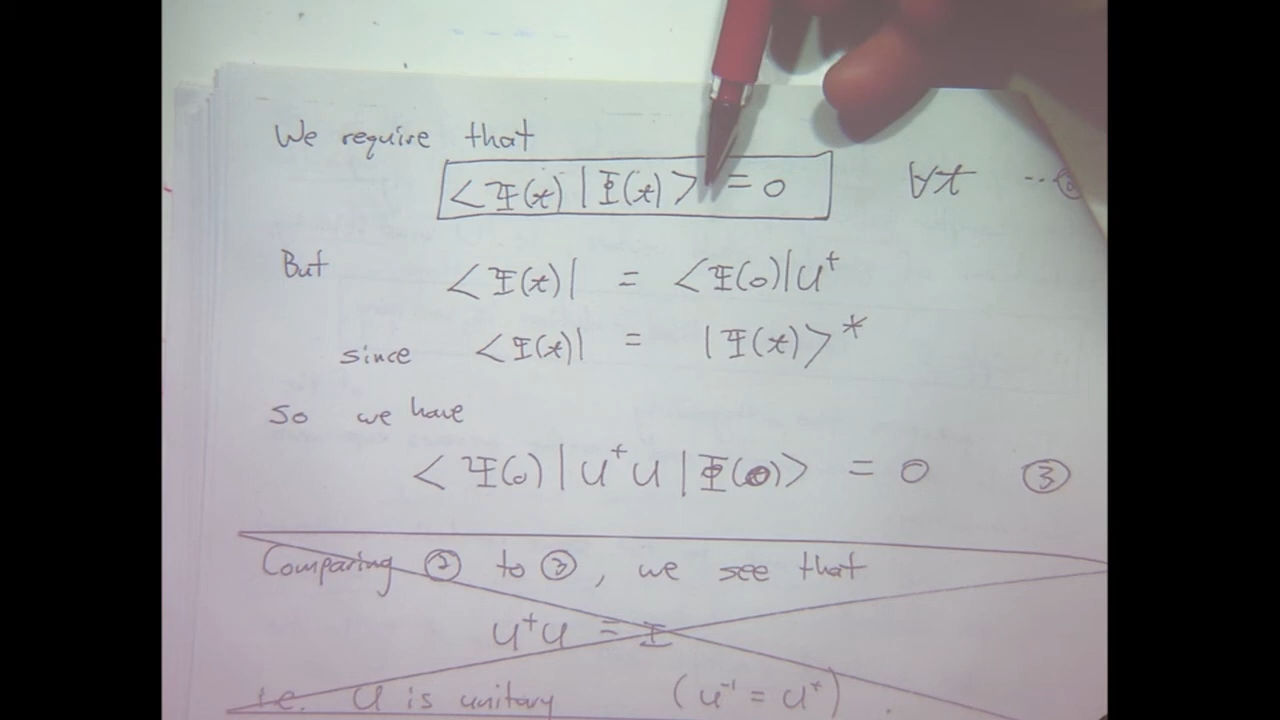 We require that
<Ψ(t)|Φ(t)> = 0 ∀t ...
But <Ψ(t)| = <Ψ(0)|U†
since <Ψ(t)| = |Ψ(t)>*
So we have
<Ψ(0)|U†U|Φ(0)> = 0 ③
Comparing ② to ③, we see that
U†U = I
i.e. U is unitary (U⁻¹ = U†).